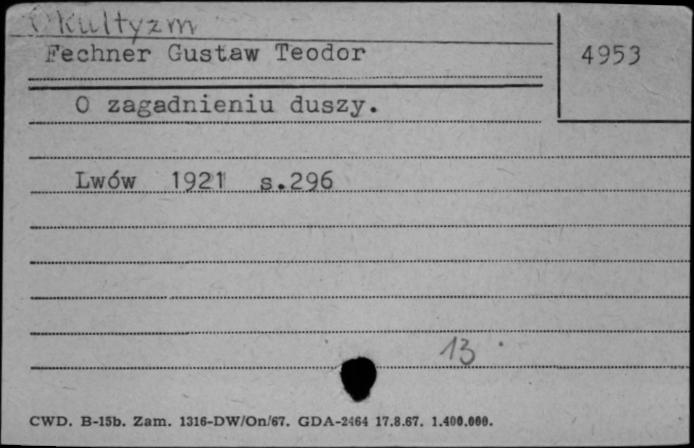 Okultyzm
Fechner Gustaw Teodor
4953
O zagadnieniu duszy.
Lwów 1921 s.296
13
CWD. B-15b. Zam. 1316-DW/On/67. GDA-2464 17.8.67. 1.400.000.